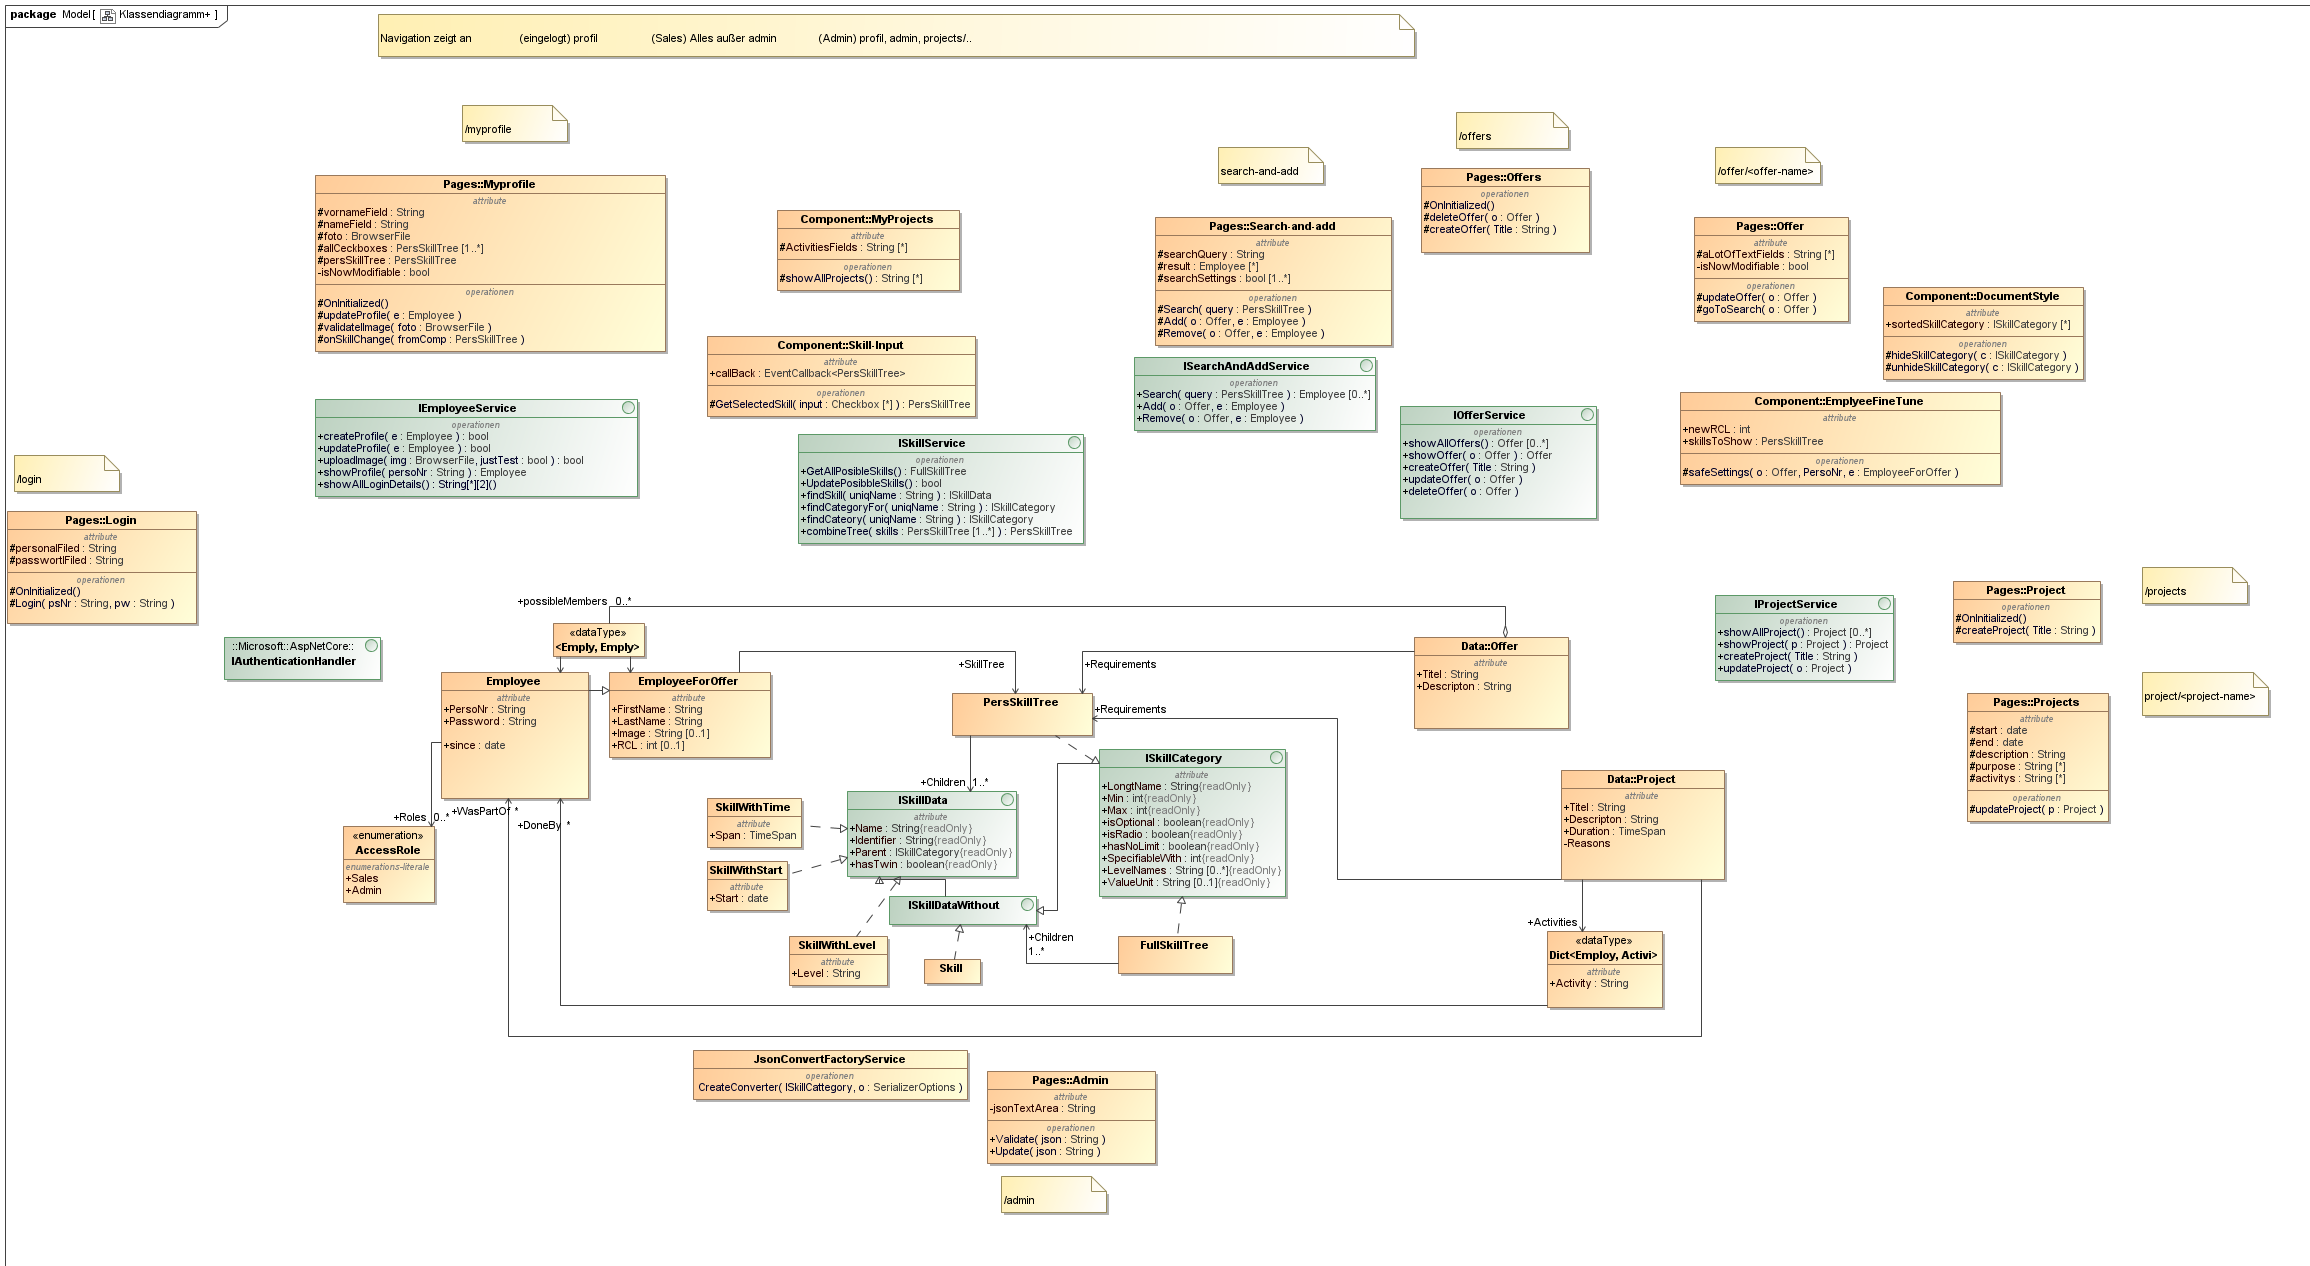 package Model [ Klassendiagramm+ ]
Navigation zeigt an (eingelogt) profil (Sales) Alles außer admin (Admin) profil, admin, projects/..
/myprofile
Pages::Myprofile
attribute
#vornameField : String
#nameField : String
#foto : BrowserFile
#allCeckboxes : PersSkillTree [1..*]
#persSkillTree : PersSkillTree
-isNowModifiable : bool
operationen
#OnInitialized()
#updateProfile( e : Employee )
#validateImage( foto : BrowserFile )
#onSkillChange( fromComp : PersSkillTree )
Component::MyProjects
attribute
#ActivitiesFields : String [*]
operationen
#showAllProjects() : String [*]
search-and-add
Pages::Search-and-add
attribute
#searchQuery : String
#result : Employee [*]
#searchSettings : bool [1..*]
operationen
#Search( query : PersSkillTree )
#Add( o : Offer, e : Employee )
#Remove( o : Offer, e : Employee )
/offers
Pages::Offers
operationen
#OnInitialized()
#deleteOffer( o : Offer )
#createOffer( Title : String )
/offer/<offer-name>
Pages::Offer
attribute
#aLotOfTextFields : String [*]
-isNowModifiable : bool
operationen
#updateOffer( o : Offer )
#goToSearch( o : Offer )
Component::DocumentStyle
attribute
+sortedSkillCategory : ISkillCategory [*]
operationen
#hideSkillCategory( c : ISkillCategory )
#unhideSkillCategory( c : ISkillCategory )
Component::Skill-Input
attribute
+callBack : EventCallback<PersSkillTree>
operationen
#GetSelectedSkill( input : Checkbox [*] ) : PersSkillTree
ISearchAndAddService
operationen
+Search( query : PersSkillTree ) : Employee [0..*]
+Add( o : Offer, e : Employee )
+Remove( o : Offer, e : Employee )
IEmployeeService
operationen
+createProfile( e : Employee ) : bool
+updateProfile( e : Employee ) : bool
+uploadImage( img : BrowserFile, justTest : bool ) : bool
+showProfile( persoNr : String ) : Employee
+showAllLoginDetails() : String[*][2]()
ISkillService
operationen
+GetAllPosibleSkills() : FullSkillTree
+UpdatePosibbleSkills() : bool
+findSkill( uniqName : String ) : ISkillData
+findCategoryFor( uniqName : String ) : ISkillCategory
+findCateory( uniqName : String ) : ISkillCategory
+combineTree( skills : PersSkillTree [1..*] ) : PersSkillTree
IOfferService
operationen
+showAllOffers() : Offer [0..*]
+showOffer( o : Offer ) : Offer
+createOffer( Title : String )
+updateOffer( o : Offer )
+deleteOffer( o : Offer )
Component::EmplyeeFineTune
attribute
+newRCL : int
+skillsToShow : PersSkillTree
operationen
#safeSettings( o : Offer, PersoNr, e : EmployeeForOffer )
/login
Pages::Login
attribute
#personalFiled : String
#passwortlFiled : String
operationen
#OnInitialized()
#Login( psNr : String, pw : String )
::Microsoft::AspNetCore::
IAuthenticationHandler
+possibleMembers 0..*
«dataType»
<Emply, Emply>
Employee
attribute
+PersoNr : String
+Password : String
+since : date
EmployeeForOffer
attribute
+FirstName : String
+LastName : String
+Image : String [0..1]
+RCL : int [0..1]
+SkillTree
+Requirements
+Requirements
PersSkillTree
Data::Offer
attribute
+Titel : String
+Descripton : String
IProjectService
operationen
+showAllProject() : Project [0..*]
+showProject( p : Project ) : Project
+createProject( Title : String )
+updateProject( o : Project )
Pages::Project
operationen
#OnInitialized()
#createProject( Title : String )
/projects
project/<project-name>
Pages::Projects
attribute
#start : date
#end : date
#description : String
#purpose : String [*]
#activitys : String [*]
operationen
#updateProject( p : Project )
+Roles 0..*
+WasPartOf *
+DoneBy *
«enumeration»
AccessRole
enumerations-literale
+Sales
+Admin
SkillWithTime
attribute
+Span : TimeSpan
SkillWithStart
attribute
+Start : date
+Children 1..*
ISkillData
attribute
+Name : String{readOnly}
+Identifier : String{readOnly}
+Parent : ISkillCategory{readOnly}
+hasTwin : boolean{readOnly}
ISkillCategory
attribute
+LongtName : String{readOnly}
+Min : int{readOnly}
+Max : int{readOnly}
+isOptional : boolean{readOnly}
+isRadio : boolean{readOnly}
+hasNoLimit : boolean{readOnly}
+SpecifiableWith : int{readOnly}
+LevelNames : String [0..*]{readOnly}
+ValueUnit : String [0..1]{readOnly}
ISkillDataWithout
SkillWithLevel
attribute
+Level : String
Skill
+Children
1..*
FullSkillTree
Data::Project
attribute
+Titel : String
+Descripton : String
+Duration : TimeSpan
-Reasons
+Activities
«dataType»
Dict<Employ, Activi>
attribute
+Activity : String
JsonConvertFactoryService
operationen
CreateConverter( ISkillCattegory, o : SerializerOptions )
Pages::Admin
attribute
-jsonTextArea : String
operationen
+Validate( json : String )
+Update( json : String )
/admin